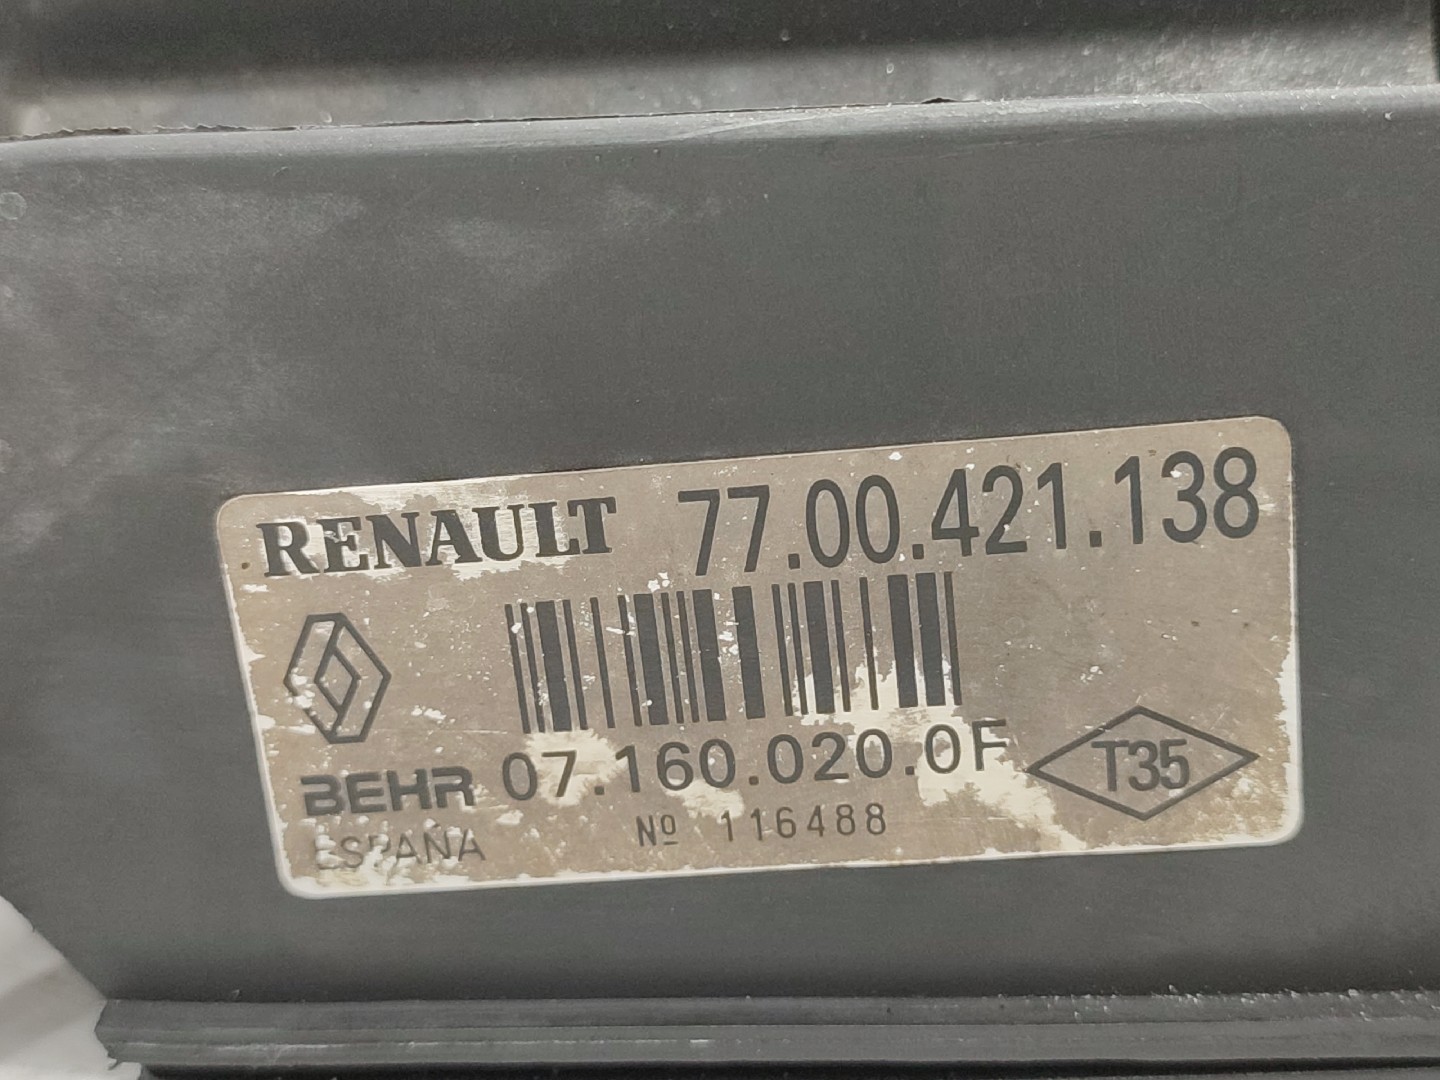 RENAULT 77.00.421.138
BEHR 07.160.020.0F
T35
ESPAÑA Nº 116488